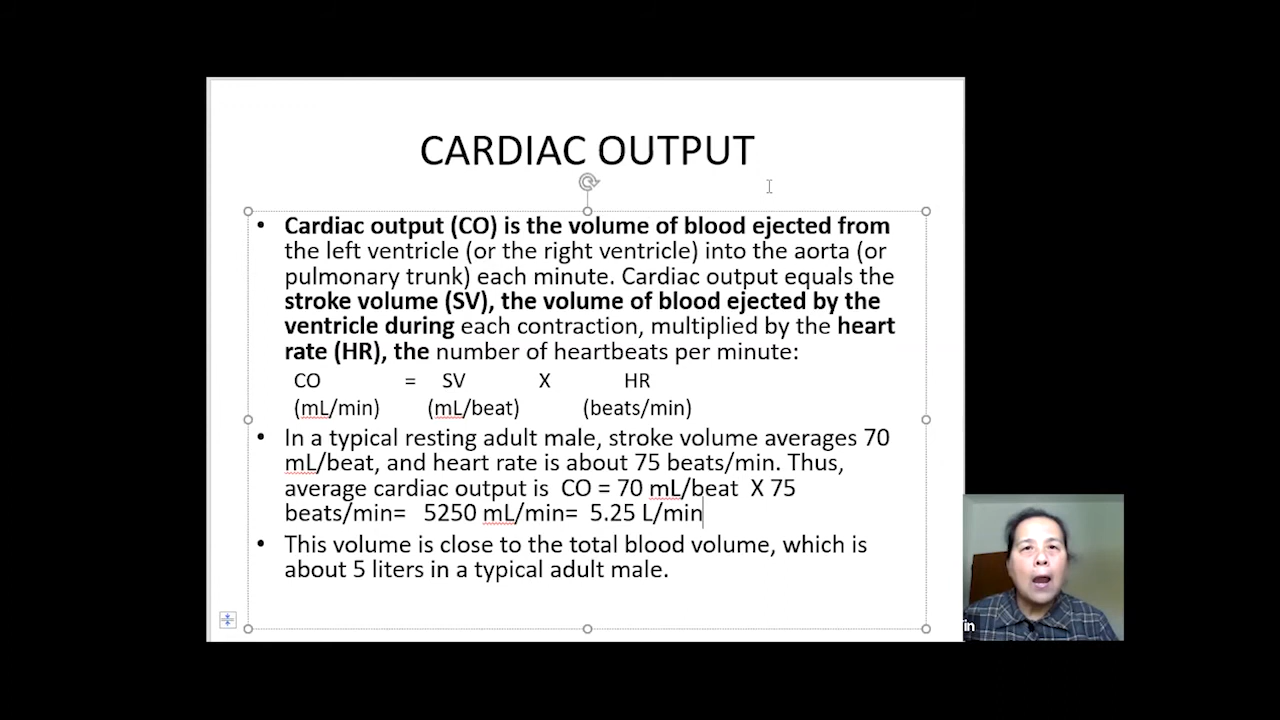 CARDIAC OUTPUT
• Cardiac output (CO) is the volume of blood ejected from
the left ventricle (or the right ventricle) into the aorta (or
pulmonary trunk) each minute. Cardiac output equals the
stroke volume (SV), the volume of blood ejected by the
ventricle during each contraction, multiplied by the heart
rate (HR), the number of heartbeats per minute:
CO = SV X HR
(mL/min) (mL/beat) (beats/min)
• In a typical resting adult male, stroke volume averages 70
mL/beat, and heart rate is about 75 beats/min. Thus,
average cardiac output is CO = 70 mL/beat X 75
beats/min= 5250 mL/min= 5.25 L/min
• This volume is close to the total blood volume, which is
about 5 liters in a typical adult male.